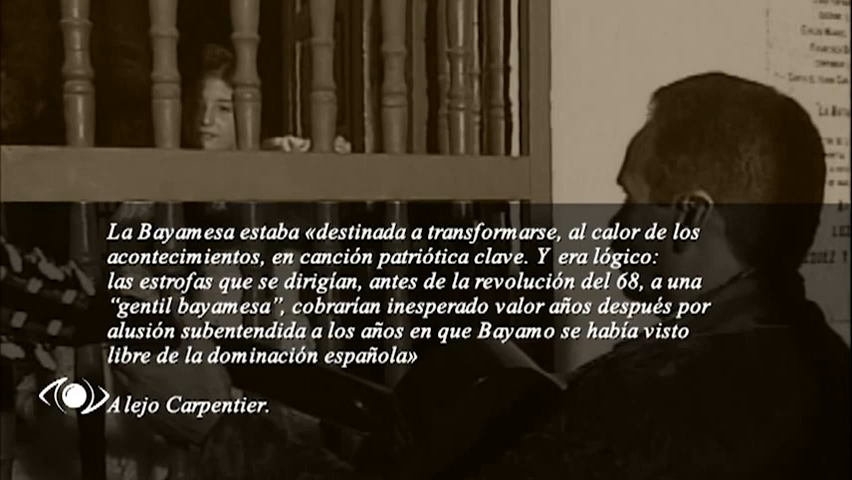 La Bayamesa estaba «destinada a transformarse, al calor de los
acontecimientos, en canción patriótica clave. Y era lógico:
las estrofas que se dirigían, antes de la revolución del 68, a una
“gentil bayamesa”, cobrarían inesperado valor años después por
alusión subentendida a los años en que Bayamo se había visto
libre de la dominación española»
Alejo Carpentier.